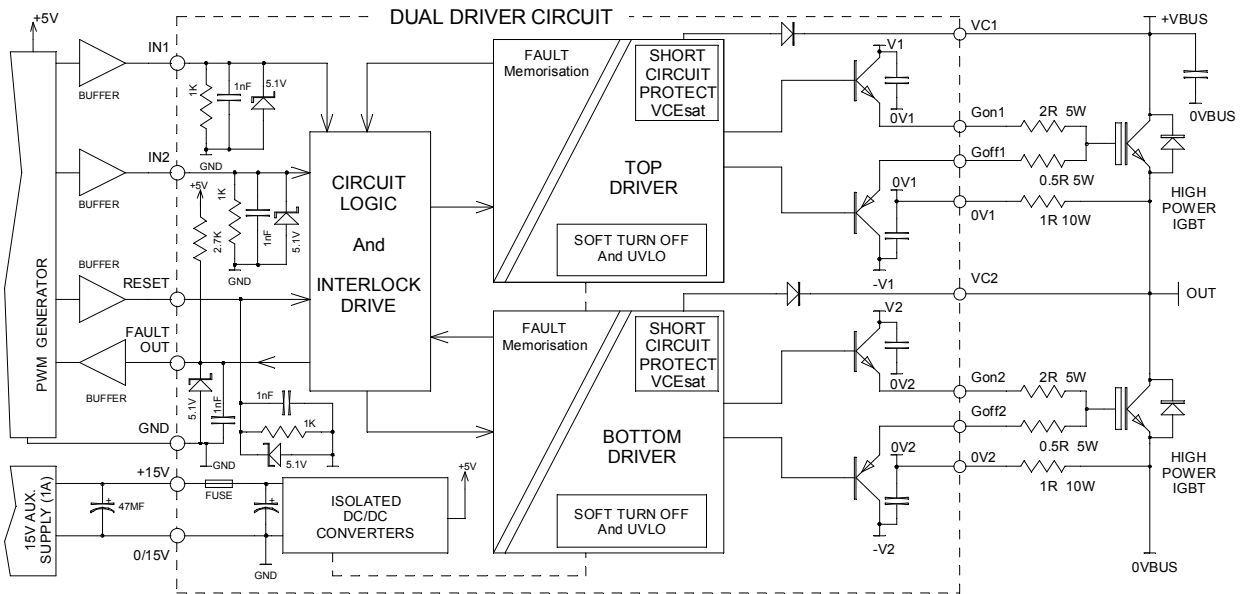 DUAL DRIVER CIRCUIT
+5V
PWM GENERATOR
BUFFER
IN1
1K
1nF
5.1V
GND
BUFFER
IN2
+5V
2.7K
1K
1nF
5.1V
GND
BUFFER
RESET
FAULT
OUT
BUFFER
5.1V
1nF
GND
GND
1nF
1K
5.1V
CIRCUIT
LOGIC
And
INTERLOCK
DRIVE
15V AUX.
SUPPLY (1A)
+15V
47MF
+
0/15V
FUSE
+
GND
ISOLATED
DC/DC
CONVERTERS
+5V
FAULT
Memorisation
SHORT
CIRCUIT
PROTECT
VCEsat
TOP
DRIVER
SOFT TURN OFF
And UVLO
FAULT
Memorisation
SHORT
CIRCUIT
PROTECT
VCEsat
BOTTOM
DRIVER
SOFT TURN OFF
And UVLO
V1
0V1
0V1
-V1
V2
0V2
0V2
-V2
VC1
Gon1
2R 5W
Goff1
0.5R 5W
0V1
1R 10W
VC2
Gon2
2R 5W
Goff2
0.5R 5W
0V2
1R 10W
+VBUS
0VBUS
HIGH
POWER
IGBT
OUT
HIGH
POWER
IGBT
0VBUS